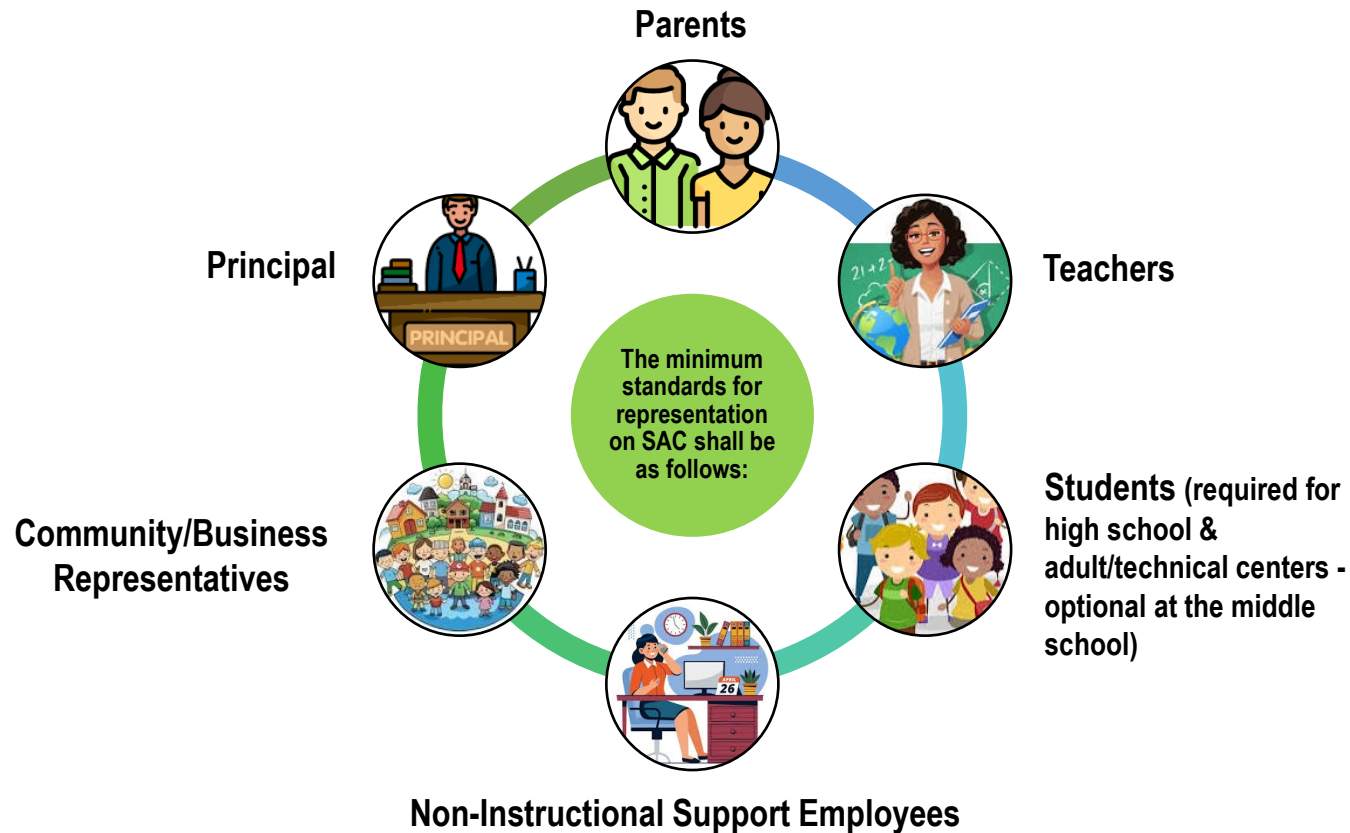 Parents
Principal
PRINCIPAL
Teachers
21+2=
The minimum
standards for
representation
on SAC shall be
as follows:
Community/Business
Representatives
Students (required for
high school &
adult/technical centers -
optional at the middle
school)
APRIL
26
Non-Instructional Support Employees